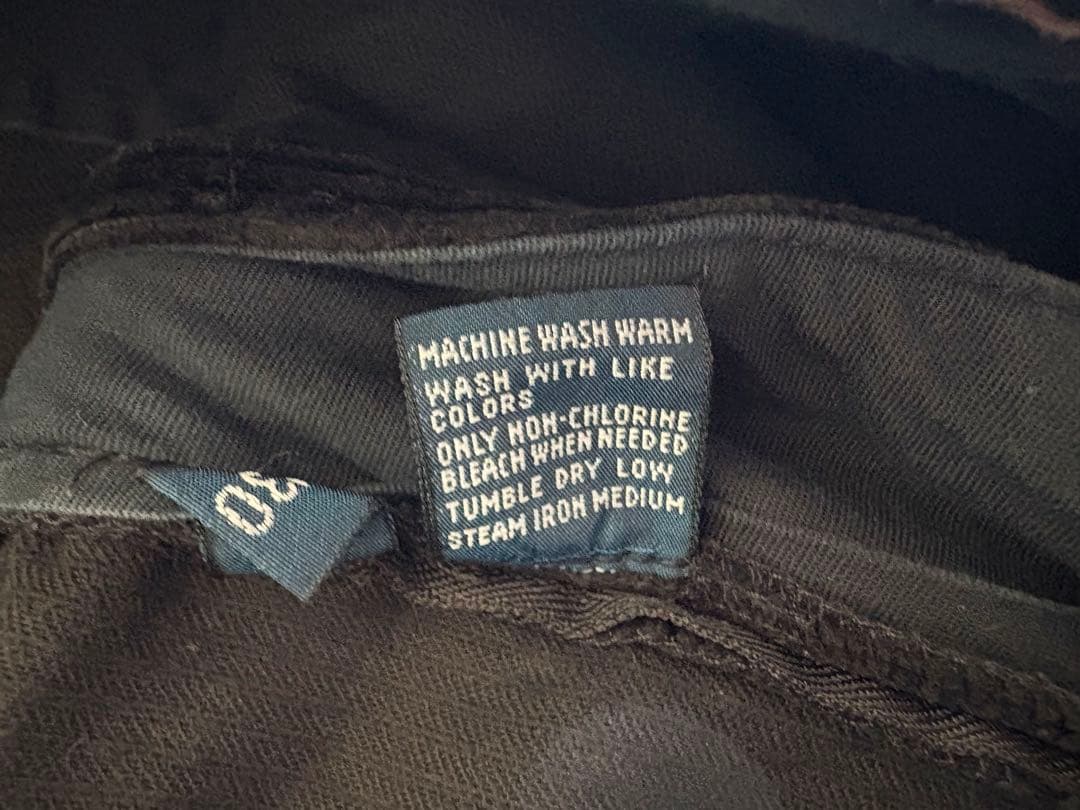 MACHINE WASH WARM
WASH WITH LIKE
COLORS
ONLY NON-CHLORINE
BLEACH WHEN NEEDED
TUMBLE DRY LOW
STEAM IRON MEDIUM
30